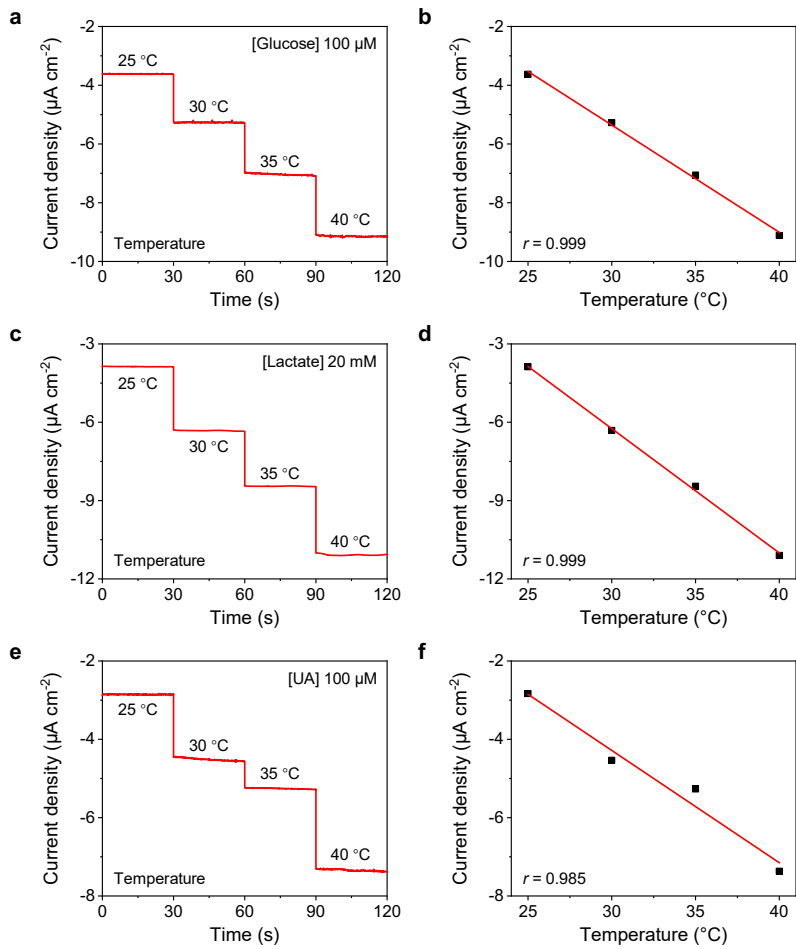 a
[Glucose] 100 µM
25 °C
30 °C
35 °C
40 °C
Temperature
-2
-4
-6
-8
-10
0 30 60 90 120
Time (s)
Current density (µA cm-2)
b
-2
-4
-6
-8
-10
r = 0.999
25 30 35 40
Temperature (°C)
Current density (µA cm-2)
c
[Lactate] 20 mM
25 °C
30 °C
35 °C
40 °C
Temperature
-3
-6
-9
-12
0 30 60 90 120
Time (s)
Current density (µA cm-2)
d
-3
-6
-9
-12
r = 0.999
25 30 35 40
Temperature (°C)
Current density (µA cm-2)
e
[UA] 100 µM
25 °C
30 °C
35 °C
40 °C
Temperature
-2
-4
-6
-8
0 30 60 90 120
Time (s)
Current density (µA cm-2)
f
-2
-4
-6
-8
r = 0.985
25 30 35 40
Temperature (°C)
Current density (µA cm-2)